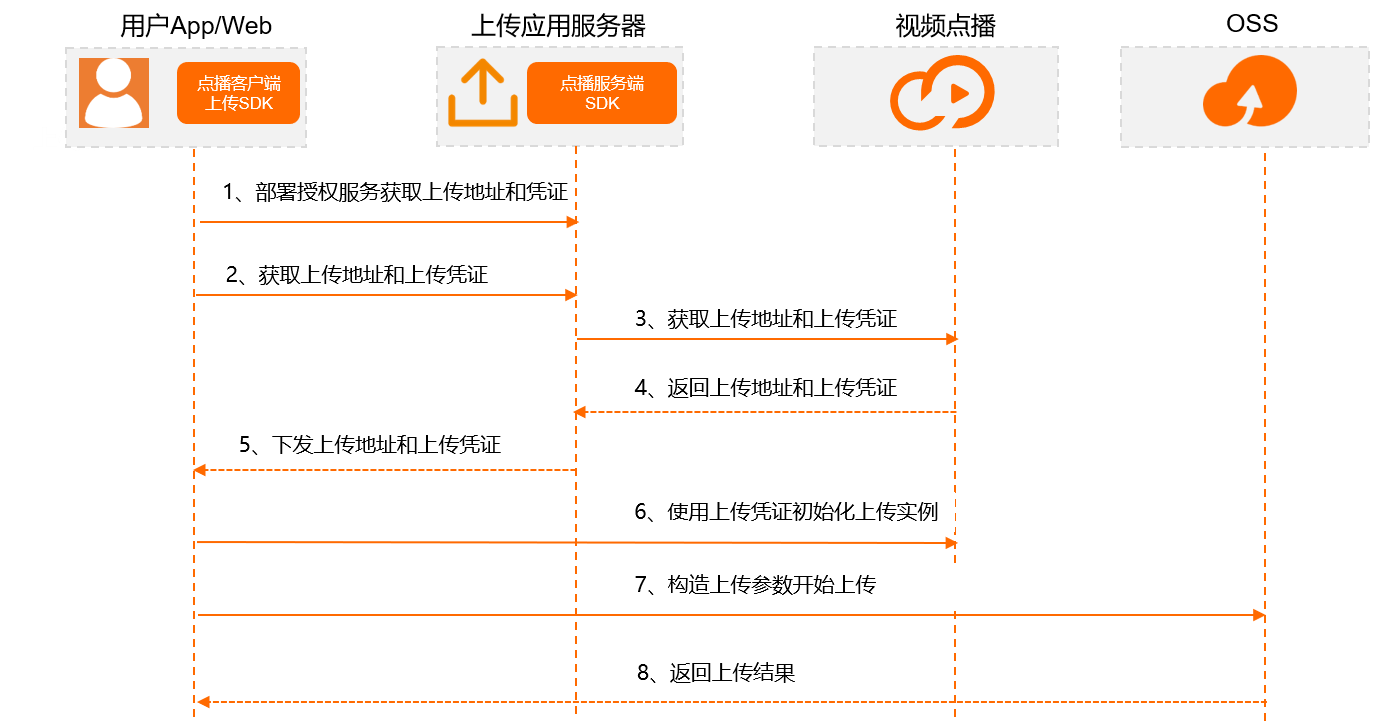 用户App/Web
上传应用服务器
视频点播
OSS
点播客户端
上传SDK
点播服务端
SDK
1、部署授权服务获取上传地址和凭证
2、获取上传地址和上传凭证
3、获取上传地址和上传凭证
4、返回上传地址和上传凭证
5、下发上传地址和上传凭证
6、使用上传凭证初始化上传实例
7、构造上传参数开始上传
8、返回上传结果